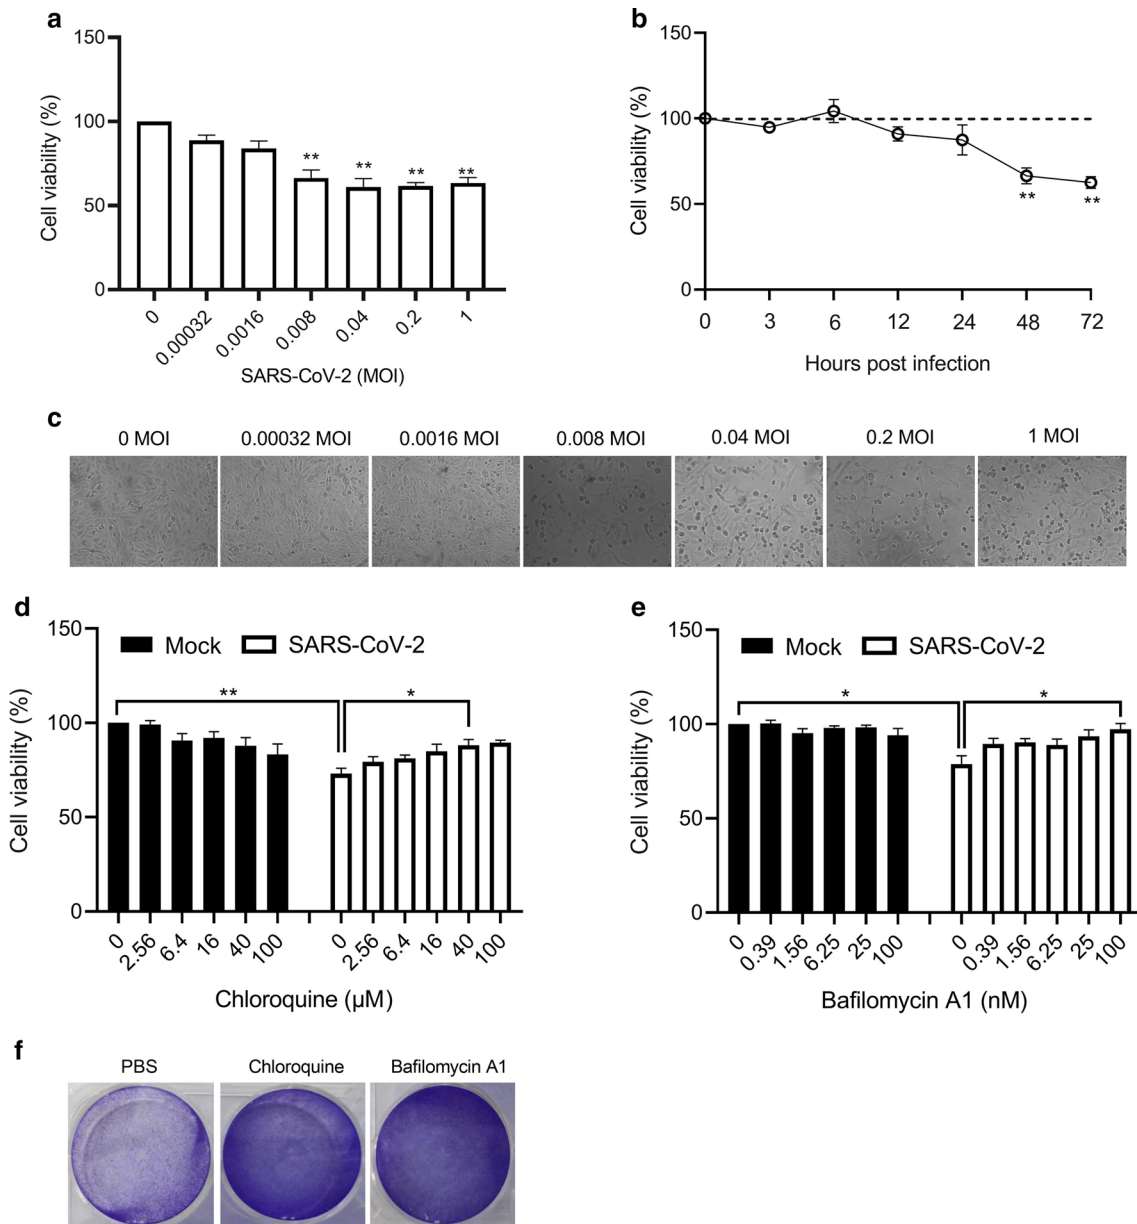 a
150
100
50
0
Cell viability (%)
** ** ** **
0 0.00032 0.0016 0.008 0.04 0.2 1
SARS-CoV-2 (MOI)
b
150
100
50
0
Cell viability (%)
** **
0 3 6 12 24 48 72
Hours post infection
c
0 MOI 0.00032 MOI 0.0016 MOI 0.008 MOI 0.04 MOI 0.2 MOI 1 MOI
d
150
100
50
0
Cell viability (%)
Mock SARS-CoV-2
** *
0 2.56 6.4 16 40 100 0 2.56 6.4 16 40 100
Chloroquine (µM)
e
150
100
50
0
Cell viability (%)
Mock SARS-CoV-2
* *
0 0.39 1.56 6.25 25 100 0 0.39 1.56 6.25 25 100
Bafilomycin A1 (nM)
f
PBS Chloroquine Bafilomycin A1